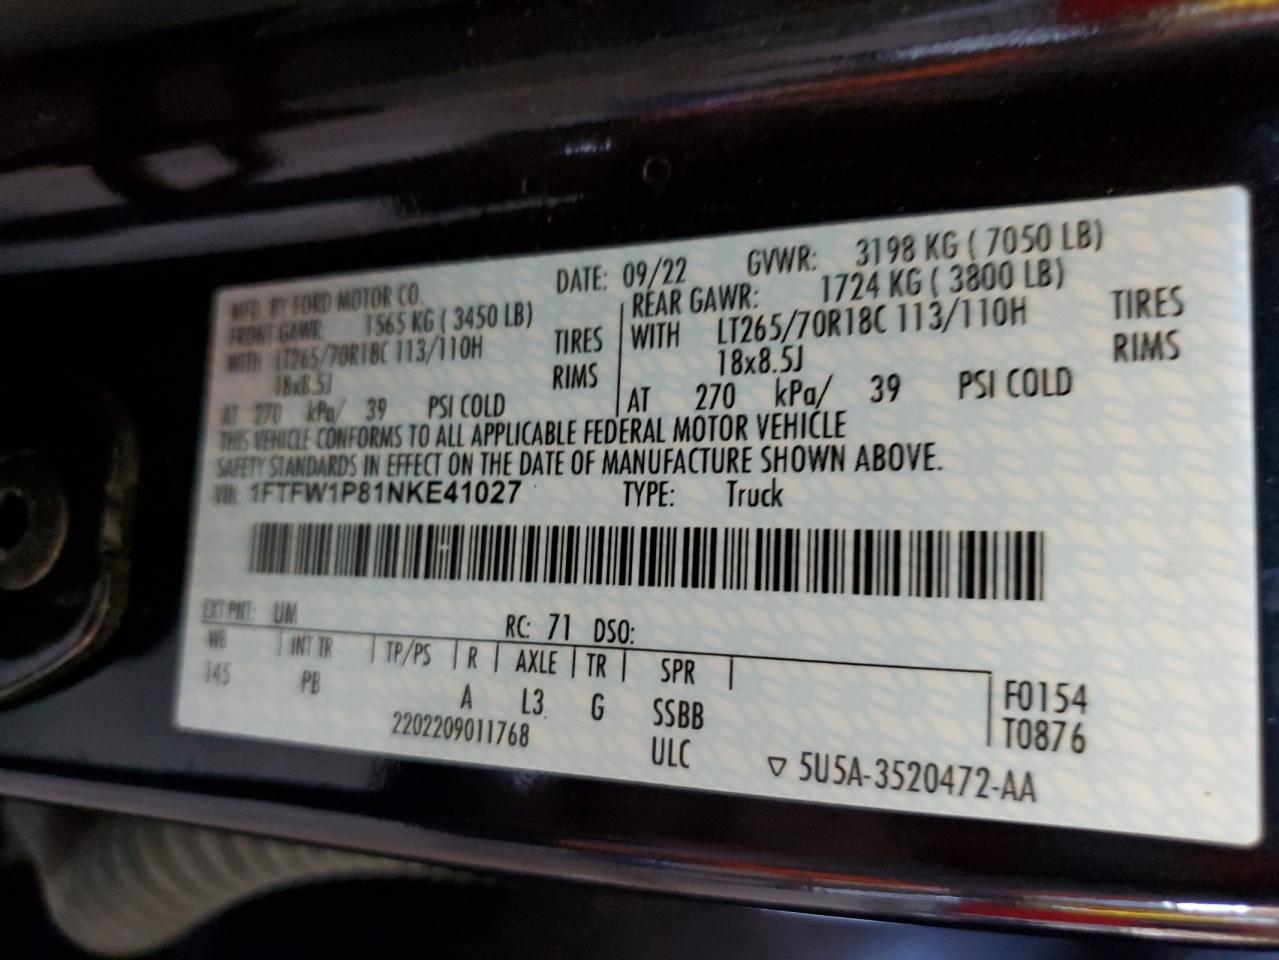 MFD. BY FORD MOTOR CO. DATE: 09/22 GVWR: 3198 KG ( 7050 LB)
FRONT GAWR: 1565 KG ( 3450 LB) REAR GAWR: 1724 KG ( 3800 LB)
WITH LT265/70R18C 113/110H TIRES WITH LT265/70R18C 113/110H TIRES
18x8.5J RIMS 18x8.5J RIMS
AT 270 kPa/ 39 PSI COLD AT 270 kPa/ 39 PSI COLD
THIS VEHICLE CONFORMS TO ALL APPLICABLE FEDERAL MOTOR VEHICLE
SAFETY STANDARDS IN EFFECT ON THE DATE OF MANUFACTURE SHOWN ABOVE.
VIN: 1FTFW1P81NKE41027 TYPE: Truck
EXT PNT: UM RC: 71 DSO:
WB INT TR TP/PS R AXLE TR SPR
145 PB A L3 G SSBB F0154
2202209011768 ULC T0876
5U5A-3520472-AA